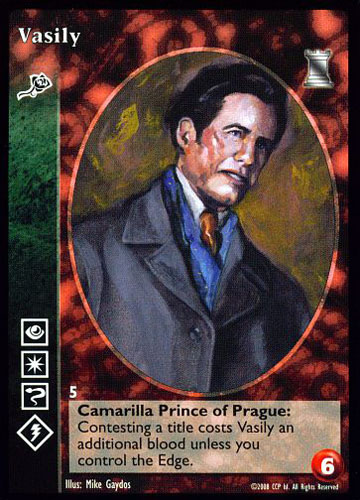 Vasily
5
Camarilla Prince of Prague:
Contesting a title costs Vasily an
additional blood unless you
control the Edge.
6
Illus: Mike Gaydos
©2008 CCP hf. All Rights Reserved